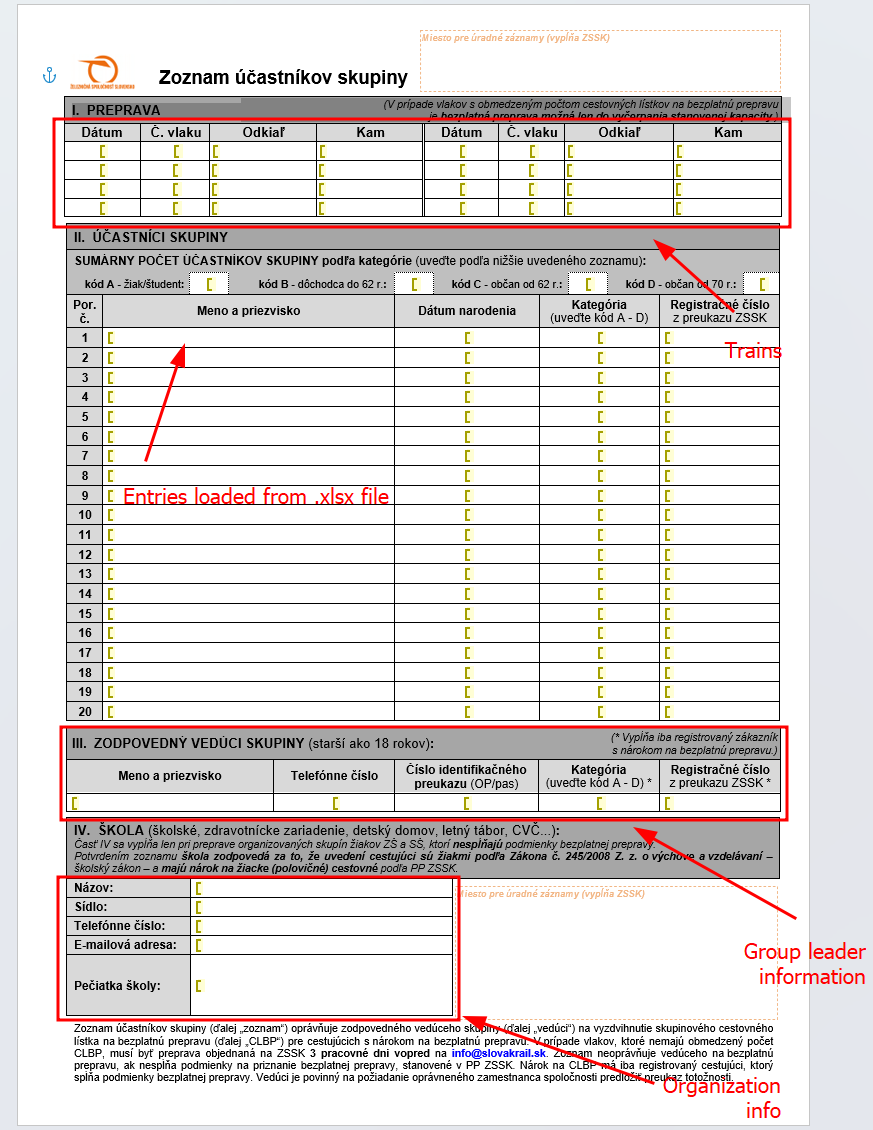 Miesto pre úradné záznamy (vypĺňa ZSSK)
ŽELEZNIČNÁ SPOLOČNOSŤ SLOVENSKO
Zoznam účastníkov skupiny
I. PREPRAVA
(V prípade vlakov s obmedzeným počtom cestovných lístkov na bezplatnú prepravu
je bezplatná preprava možná len do vyčerpania stanovenej kapacity.)
Dátum Č. vlaku Odkiaľ Kam Dátum Č. vlaku Odkiaľ Kam
II. ÚČASTNÍCI SKUPINY
SUMÁRNY POČET ÚČASTNÍKOV SKUPINY podľa kategórie (uveďte podľa nižšie uvedeného zoznamu):
kód A - žiak/študent: kód B - dôchodca do 62 r.: kód C - občan od 62 r.: kód D - občan od 70 r.:
Por. č. Meno a priezvisko Dátum narodenia Kategória (uveďte kód A - D) Registračné číslo z preukazu ZSSK
1
Trains
2
3
4
5
6
7
8
9 Entries loaded from .xlsx file
10
11
12
13
14
15
16
17
18
19
20
III. ZODPOVEDNÝ VEDÚCI SKUPINY (starší ako 18 rokov):
(* Vypĺňa iba registrovaný zákazník
s nárokom na bezplatnú prepravu.)
Meno a priezvisko Telefónne číslo Číslo identifikačného preukazu (OP/pas) Kategória (uveďte kód A - D) * Registračné číslo z preukazu ZSSK *
IV. ŠKOLA (školské, zdravotnícke zariadenie, detský domov, letný tábor, CVČ...):
Časť IV sa vypĺňa len pri preprave organizovaných skupín žiakov ZŠ a SŠ, ktorí nespĺňajú podmienky bezplatnej prepravy.
Potvrdením zoznamu škola zodpovedá za to, že uvedení cestujúci sú žiakmi podľa Zákona č. 245/2008 Z. z. o výchove a vzdelávaní –
školský zákon – a majú nárok na žiacke (polovičné) cestovné podľa PP ZSSK.
Názov:
Miesto pre úradné záznamy (vypĺňa ZSSK)
Sídlo:
Telefónne číslo:
E-mailová adresa:
Group leader
information
Pečiatka školy:
Zoznam účastníkov skupiny (ďalej „zoznam“) oprávňuje zodpovedného vedúceho skupiny (ďalej „vedúci“) na vyzdvihnutie skupinového cestovného
lístka na bezplatnú prepravu (ďalej „CLBP“) pre cestujúcich s nárokom na bezplatnú prepravu. V prípade vlakov, ktoré nemajú obmedzený počet
CLBP, musí byť preprava objednaná na ZSSK 3 pracovné dni vopred na info@slovakrail.sk. Zoznam neoprávňuje vedúceho na bezplatnú
prepravu, ak nespĺňa podmienky na priznanie bezplatnej prepravy, stanovené v PP ZSSK. Nárok na CLBP má iba registrovaný cestujúci, ktorý
spĺňa podmienky bezplatnej prepravy. Vedúci je povinný na požiadanie oprávneného zamestnanca spoločnosti predložiť preukaz totožnosti.
Organization
info